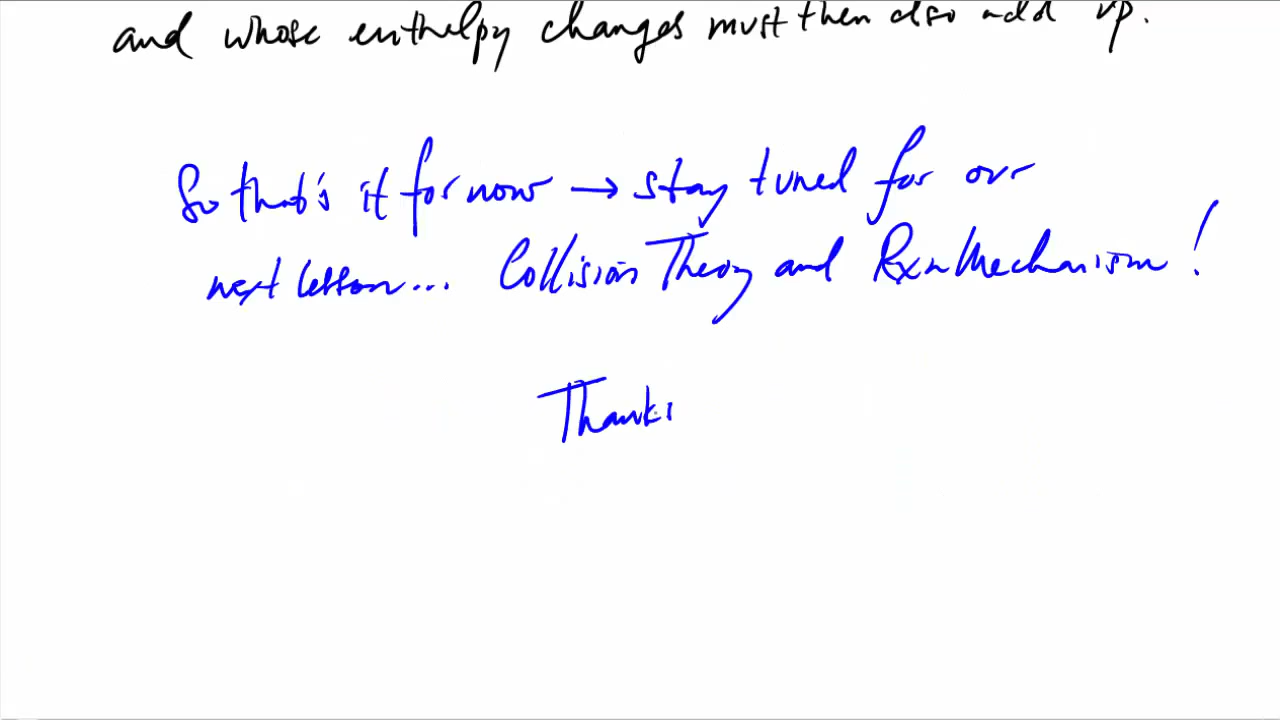 and whose enthalpy changes must then also add up.
So that's it for now → stay tuned for our
next lesson... Collision Theory and Rxn Mechanism!
Thanks